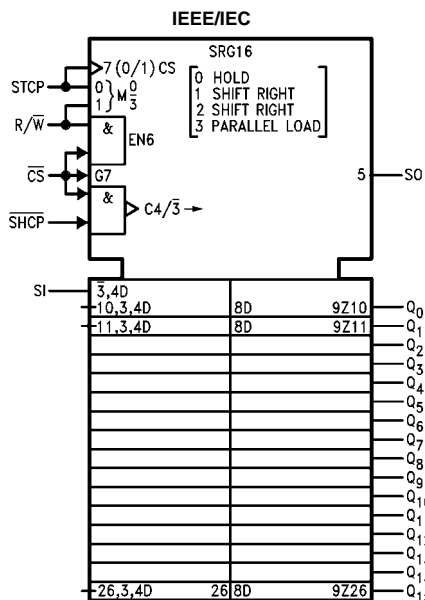 IEEE/IEC
SRG16
7 (0/1) CS
0 HOLD
1 SHIFT RIGHT
2 SHIFT RIGHT
3 PARALLEL LOAD
STCP
0
1
} M 0/3
R/W̅
&
EN6
C̅S̅
G7
&
C4/3̅
S̅H̅C̅P̅
5
SO
SI
3̅,4D
10,3,4D 8D 9Z10 Q₀
11,3,4D 8D 9Z11 Q₁
Q₂
Q₃
Q₄
Q₅
Q₆
Q₇
Q₈
Q₉
Q₁₀
26,3,4D 26 8D 9Z26